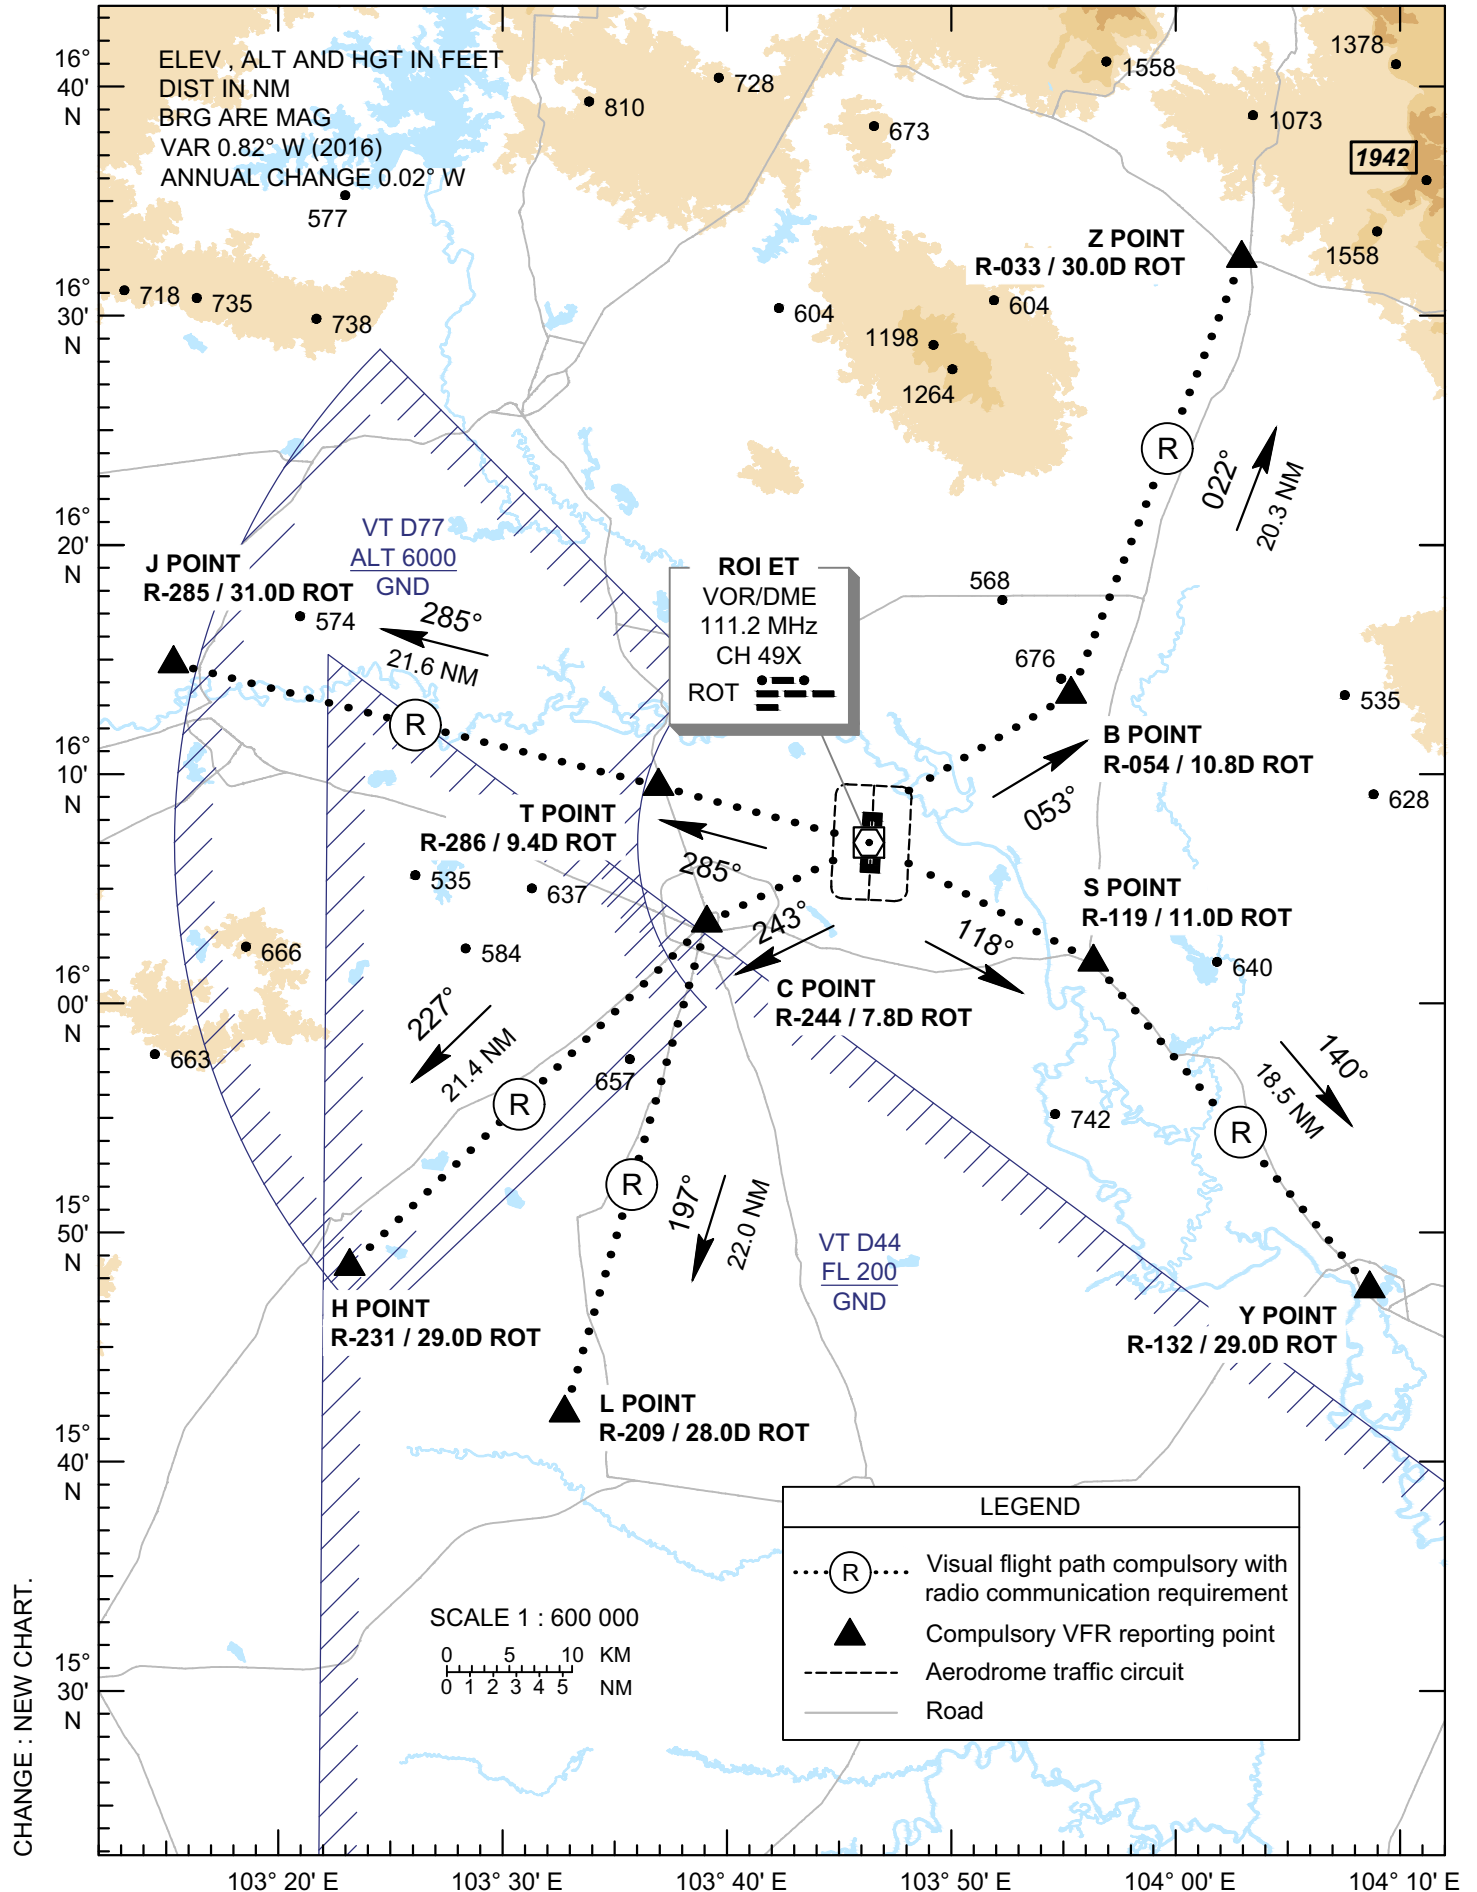 ELEV , ALT AND HGT IN FEET
DIST IN NM
BRG ARE MAG
VAR 0.82° W (2016)
ANNUAL CHANGE 0.02° W
16°
40'
N
16°
30'
N
16°
20'
N
16°
10'
N
16°
00'
N
15°
50'
N
15°
40'
N
15°
30'
N
577
810
728
673
1558
1378
1073
1942
1558
718
735
738
604
604
1198
1264
Z POINT
R-033 / 30.0D ROT
R
022°
20.3 NM
VT D77
ALT 6000
GND
J POINT
R-285 / 31.0D ROT
574
285°
21.6 NM
R
ROI ET
VOR/DME
111.2 MHz
CH 49X
ROT
568
676
535
628
B POINT
R-054 / 10.8D ROT
053°
T POINT
R-286 / 9.4D ROT
285°
535
637
584
666
663
243°
118°
S POINT
R-119 / 11.0D ROT
640
C POINT
R-244 / 7.8D ROT
227°
21.4 NM
R
657
742
140°
18.5 NM
R
R
197°
22.0 NM
VT D44
FL 200
GND
H POINT
R-231 / 29.0D ROT
Y POINT
R-132 / 29.0D ROT
L POINT
R-209 / 28.0D ROT
LEGEND
R
Visual flight path compulsory with
radio communication requirement
Compulsory VFR reporting point
Aerodrome traffic circuit
Road
SCALE 1 : 600 000
0 5 10 KM
0 1 2 3 4 5 NM
CHANGE : NEW CHART.
103° 20' E
103° 30' E
103° 40' E
103° 50' E
104° 00' E
104° 10' E